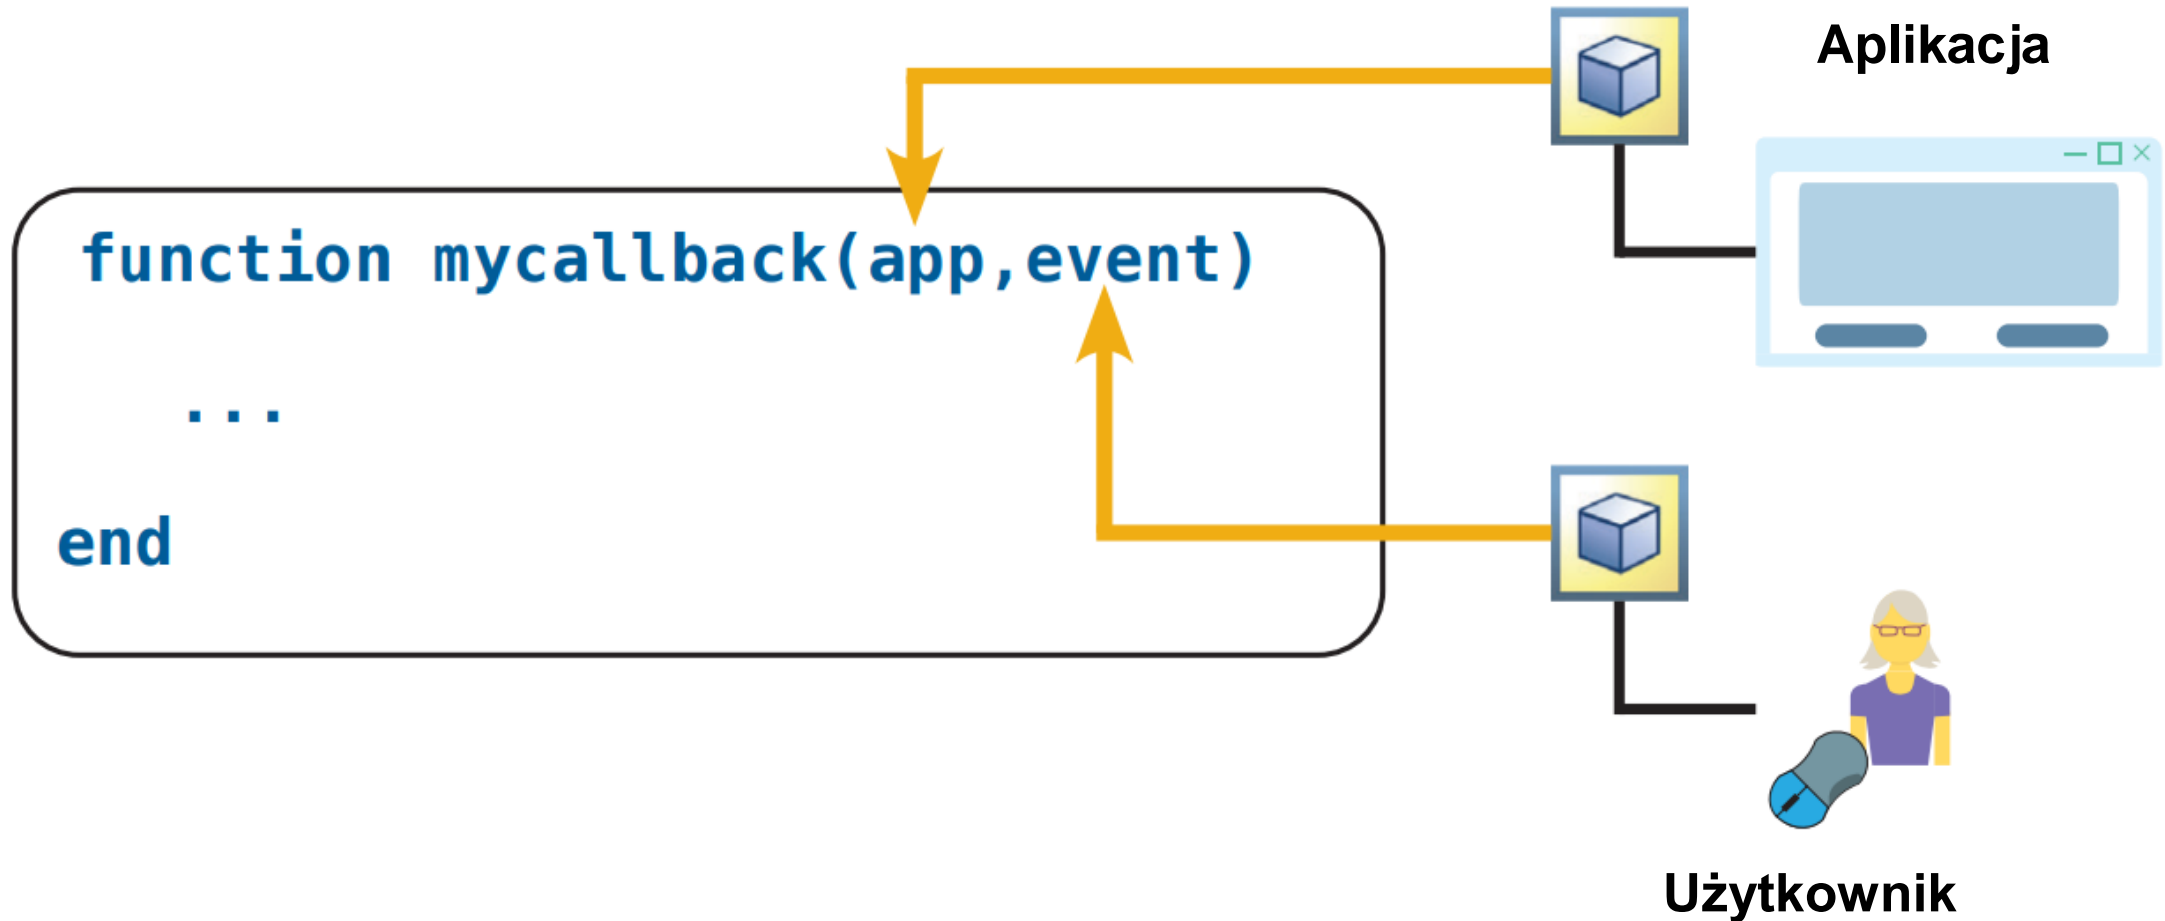 Aplikacja
function mycallback(app,event)
...
end
Użytkownik